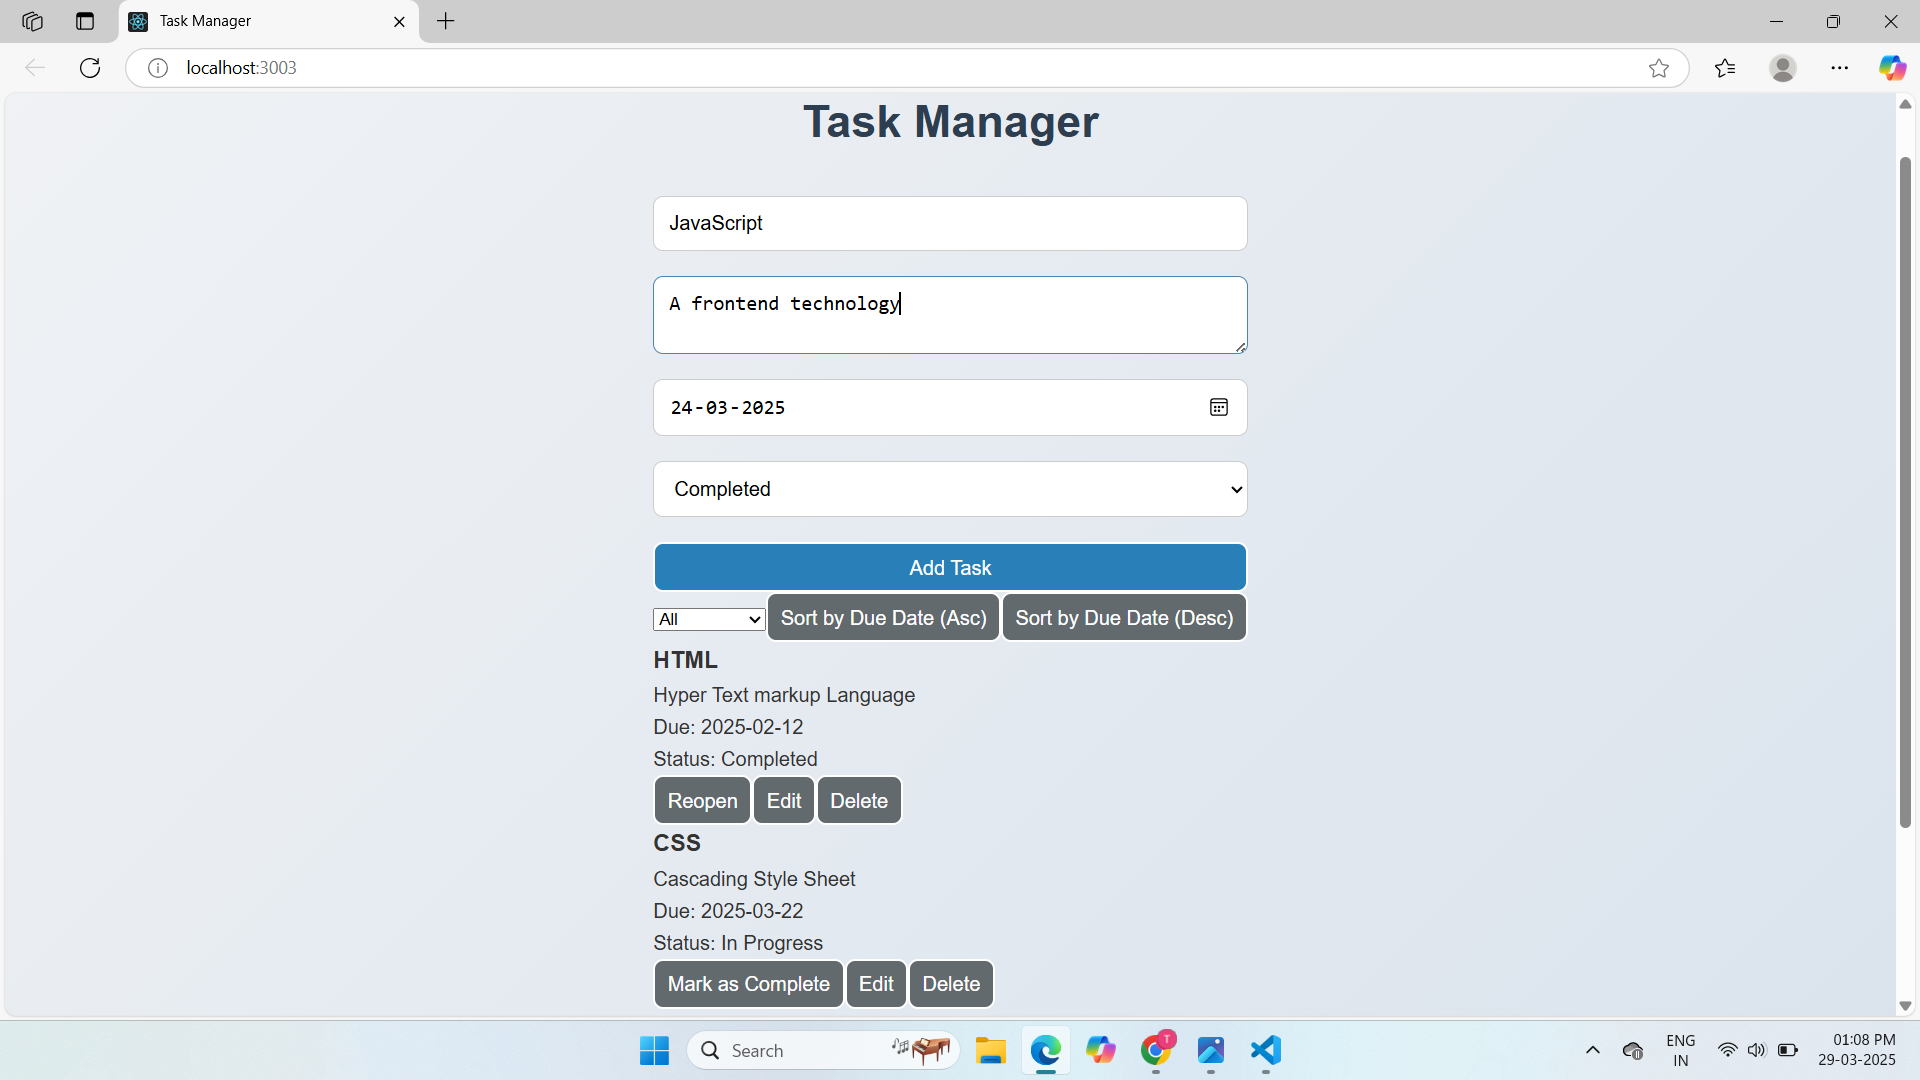 Task Manager
localhost:3003
Task Manager
JavaScript
A frontend technology
24-03-2025
Completed
Add Task
All Sort by Due Date (Asc) Sort by Due Date (Desc)
HTML
Hyper Text markup Language
Due: 2025-02-12
Status: Completed
Reopen Edit Delete
CSS
Cascading Style Sheet
Due: 2025-03-22
Status: In Progress
Mark as Complete Edit Delete
Search
T
ENG
IN
01:08 PM
29-03-2025